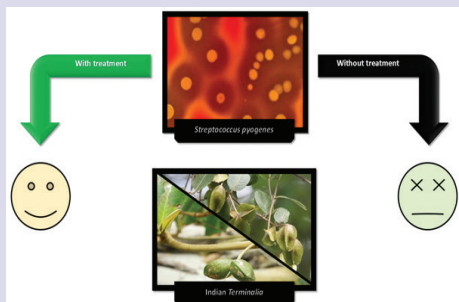 With treatment
Without treatment
Streptococcus pyogenes
Indian Terminalia